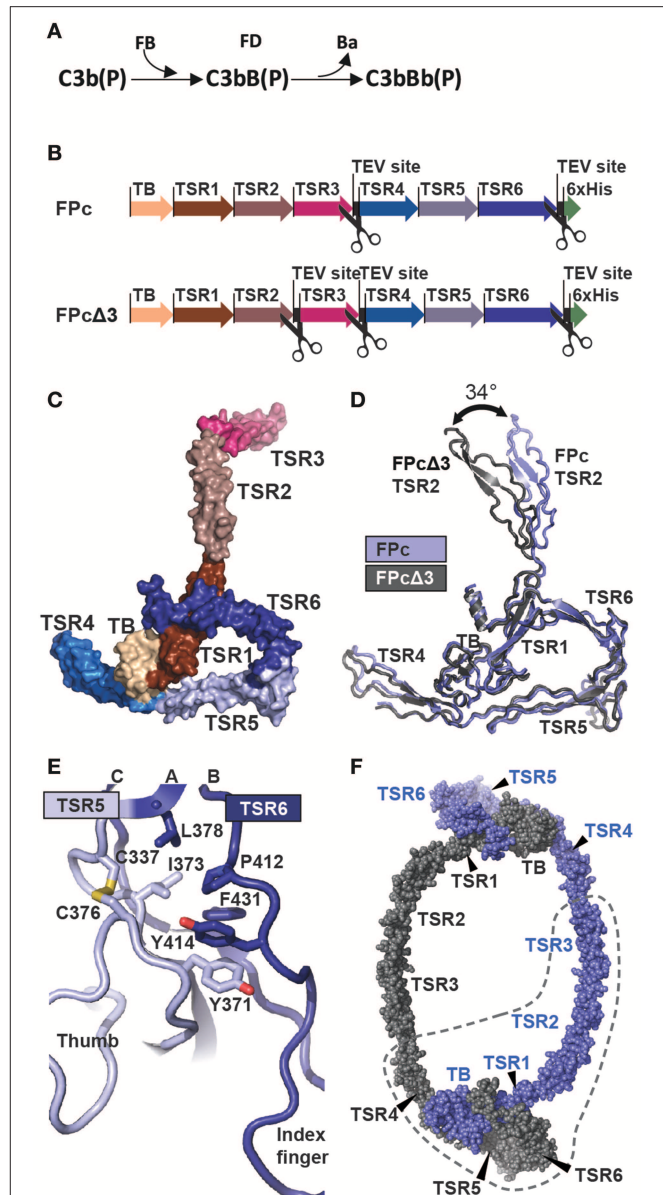 A
FB FD Ba
C3b(P) C3bB(P) C3bBb(P)
B
TEV site TEV site
TB TSR1 TSR2 TSR3 TSR4 TSR5 TSR6 6xHis
FPc
TEV site TEV site TEV site
TB TSR1 TSR2 TSR3 TSR4 TSR5 TSR6 6xHis
FPcΔ3
C
TSR3
TSR2
TSR6
TSR4
TB
TSR1
TSR5
D
34°
FPcΔ3
TSR2
FPc
TSR2
FPc
FPcΔ3
TSR6
TB
TSR1
TSR4
TSR5
E
C A B
TSR5 TSR6
L378
C337
I373
P412
C376
F431
Y414
Y371
Thumb
Index
finger
F
TSR5
TSR6
TSR4
TSR1 TB
TSR2
TSR3
TSR3
TSR2
TSR1
TB
TSR4
TSR5
TSR6